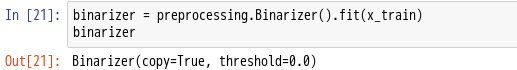 In [21]: binarizer = preprocessing.Binarizer().fit(x_train)
binarizer
Out[21]: Binarizer(copy=True, threshold=0.0)